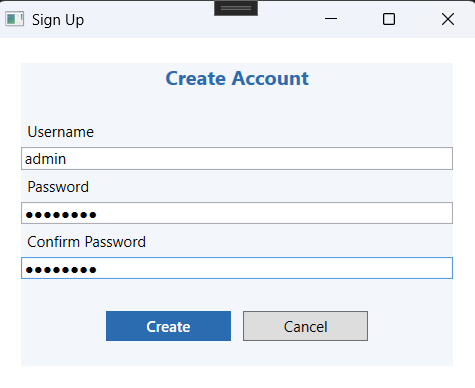 Sign Up
Create Account
Username
admin
Password
●●●●●●●●
Confirm Password
●●●●●●●●
Create Cancel